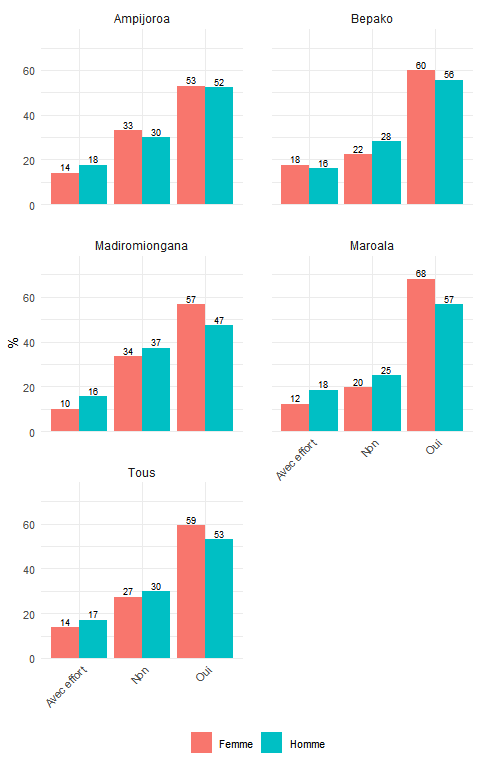 Ampijoroa
Bepako
60
40
20
0
14 18 33 30 53 52
18 16 22 28 60 56
Madiromiongana
Maroala
%
60
40
20
0
10 16 34 37 57 47
12 18 20 25 68 57
Avec effort Non Oui
Tous
60
40
20
0
14 17 27 30 59 53
Avec effort Non Oui
Femme Homme